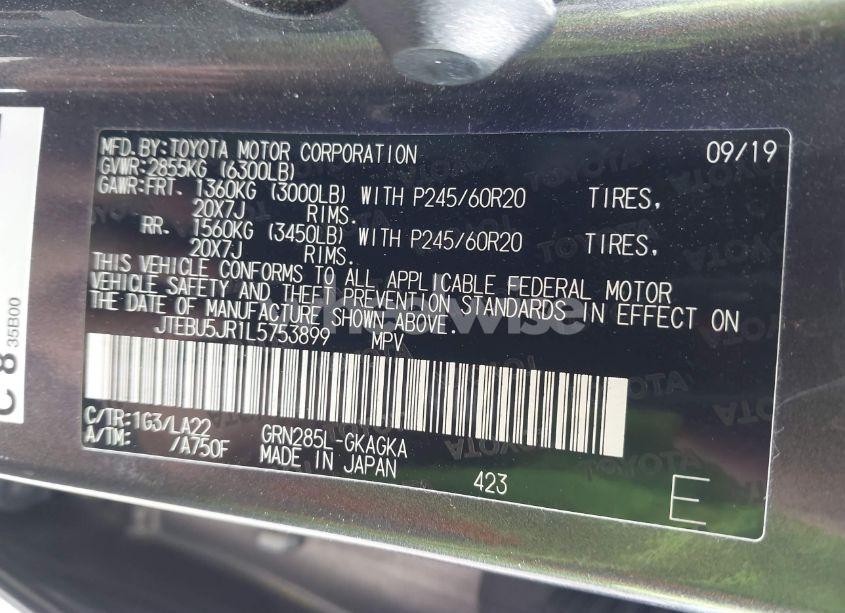 MFD.BY:TOYOTA MOTOR CORPORATION 09/19
GVWR:2855KG (6300LB)
GAWR:FRT. 1360KG (3000LB) WITH P245/60R20 TIRES,
20X7J RIMS.
RR. 1560KG (3450LB) WITH P245/60R20 TIRES,
20X7J RIMS.
THIS VEHICLE CONFORMS TO ALL APPLICABLE FEDERAL MOTOR
VEHICLE SAFETY AND THEFT PREVENTION STANDARDS IN EFFECT ON
THE DATE OF MANUFACTURE SHOWN ABOVE.
JTEBU5JR1L5753899 MPV
C/TR:1G3/LA22 GRN285L-GKAGKA
A/TM: /A750F MADE IN JAPAN
423
E
C 8
35B00